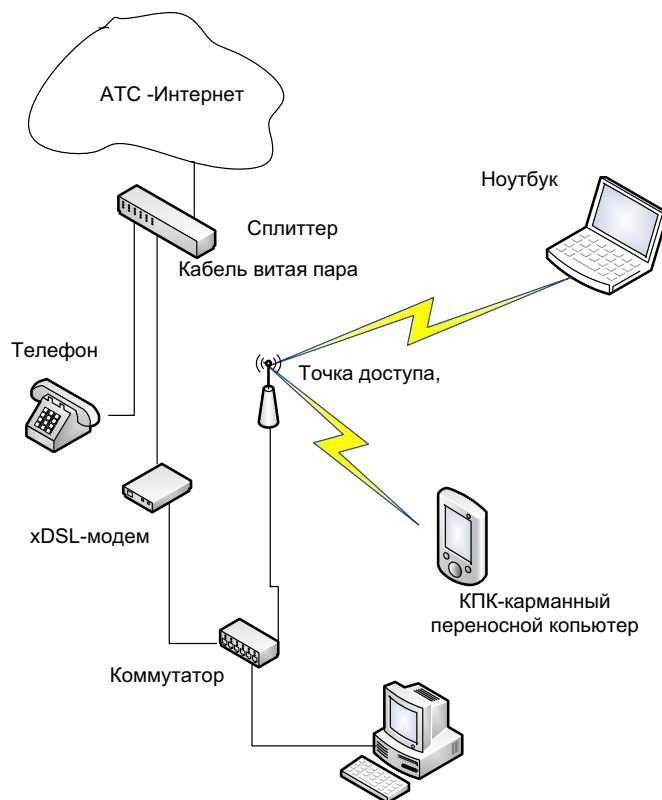 АТС -Интернет
Ноутбук
Сплиттер
Кабель витая пара
Телефон
Точка доступа,
xDSL-модем
КПК-карманный
переносной копьютер
Коммутатор